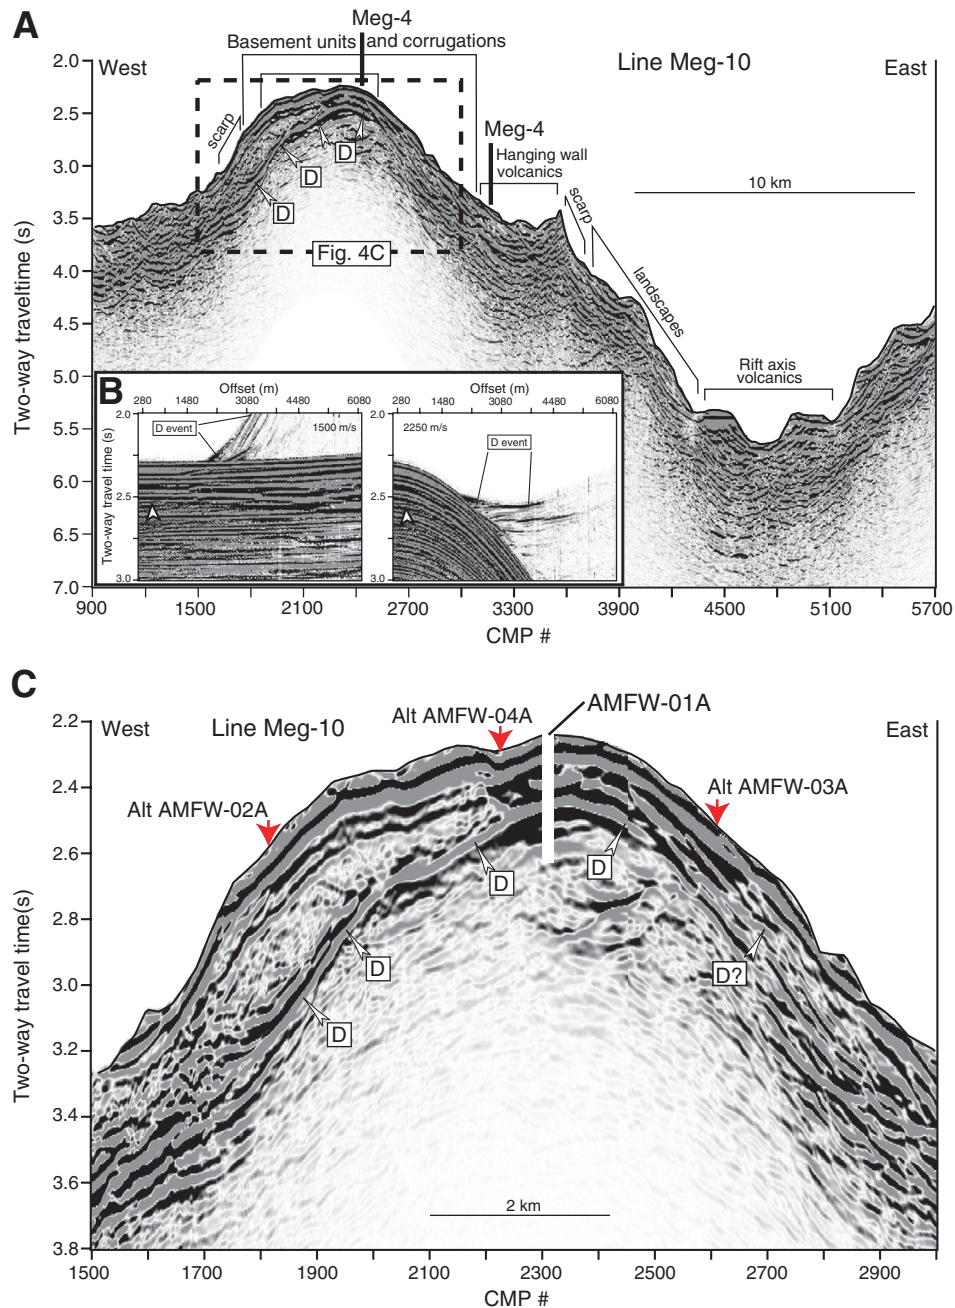 A
Meg-4
Basement units and corrugations
Line Meg-10
West
East
scarp
Meg-4
Hanging wall
volcanics
scarp
landscapes
10 km
D
D
D
Fig. 4C
Rift axis
volcanics
Two-way traveltime (s)
2.0
2.5
3.0
3.5
4.0
4.5
5.0
5.5
6.0
6.5
7.0
900 1500 2100 2700 3300 3900 4500 5100 5700
CMP #
B
Offset (m)
280 1480 3080 4480 6080
2.0
D event
1500 m/s
Two-way travel time (s)
2.5
3.0
Offset (m)
280 1480 3080 4480 6080
2.0
2250 m/s
D event
2.5
3.0
C
West
Line Meg-10
Alt AMFW-04A
AMFW-01A
East
Alt AMFW-02A
Alt AMFW-03A
D
D
D
D
D?
2 km
Two-way travel time(s)
2.2
2.4
2.6
2.8
3.0
3.2
3.4
3.6
3.8
1500 1700 1900 2100 2300 2500 2700 2900
CMP #